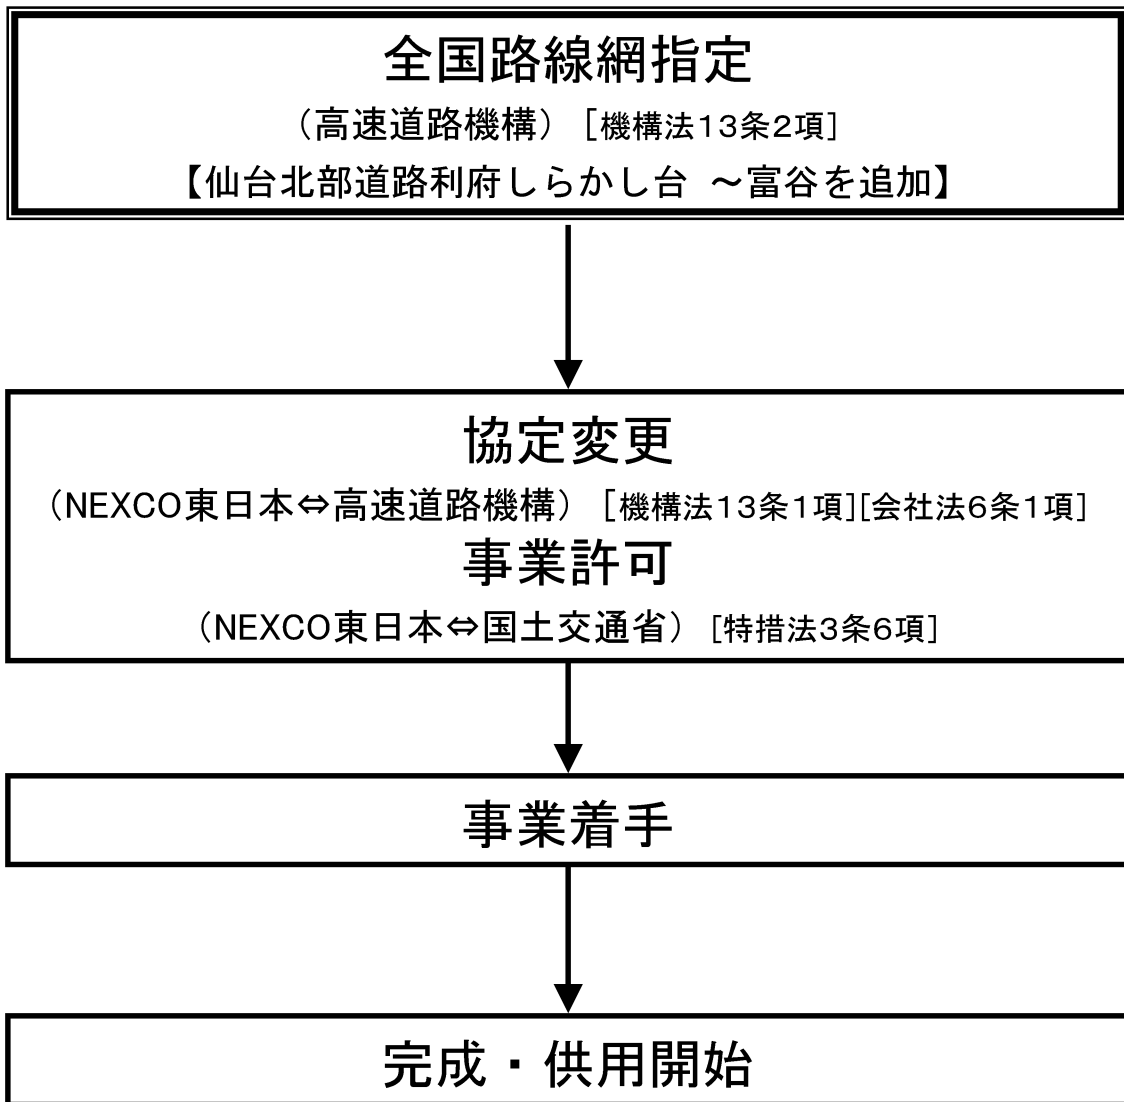 全国路線網指定
（高速道路機構）［機構法１３条２項］
【仙台北部道路利府しらかし台 ～富谷を追加】
協定変更
（NEXCO東日本⇔高速道路機構）［機構法１３条１項][会社法６条１項］
事業許可
（NEXCO東日本⇔国土交通省）［特措法３条６項］
事業着手
完成・供用開始